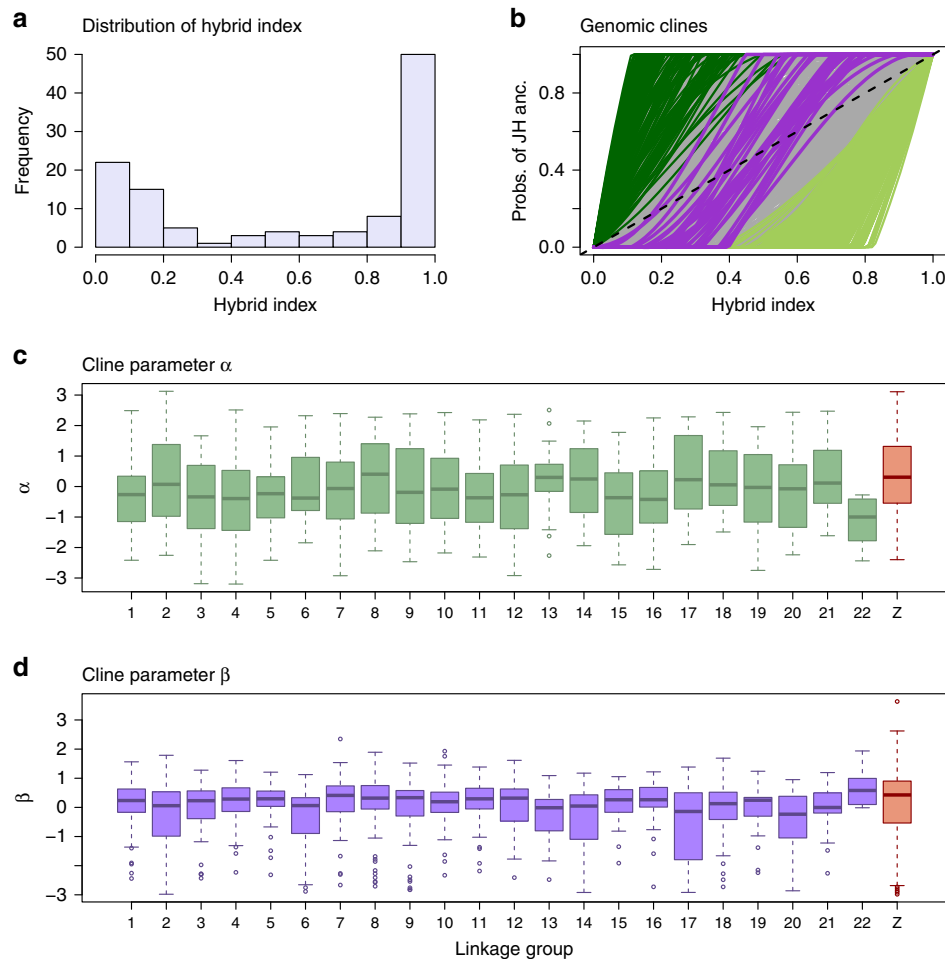 a
Distribution of hybrid index
50
40
30
20
10
0
Frequency
0.0 0.2 0.4 0.6 0.8 1.0
Hybrid index
b
Genomic clines
0.8
0.4
0.0
Probs. of JH anc.
0.0 0.2 0.4 0.6 0.8 1.0
Hybrid index
c
Cline parameter α
3
2
1
0
−1
−2
−3
α
1 2 3 4 5 6 7 8 9 10 11 12 13 14 15 16 17 18 19 20 21 22 Z
d
Cline parameter β
3
2
1
0
−1
−3
β
1 2 3 4 5 6 7 8 9 10 11 12 13 14 15 16 17 18 19 20 21 22 Z
Linkage group